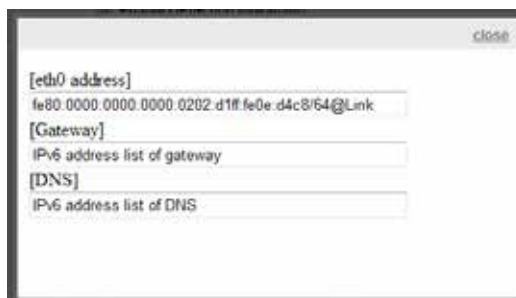 close
[eth0 address]
fe80:0000:0000:0000:0202:d1ff:fe0e:d4c8/64@Link
[Gateway]
IPv6 address list of gateway
[DNS]
IPv6 address list of DNS